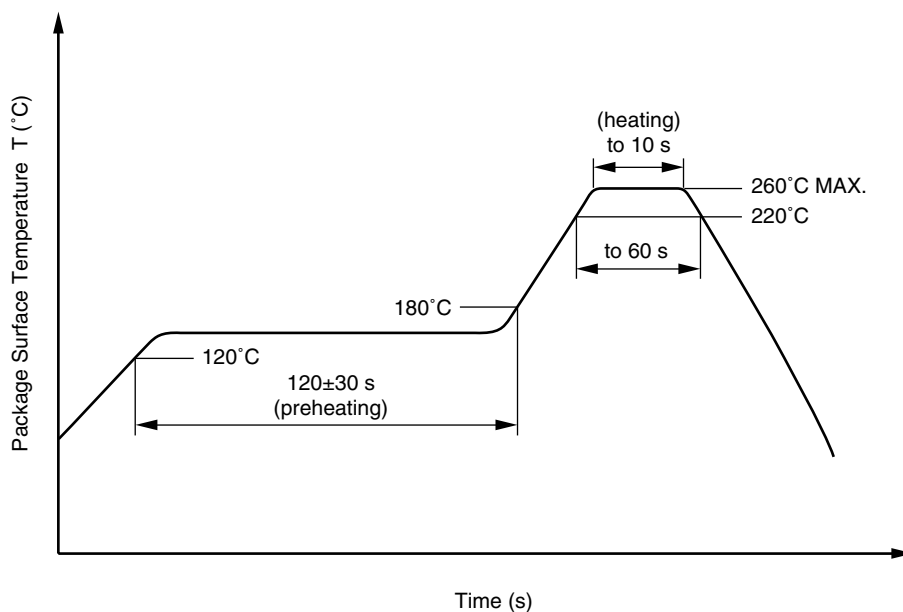 Package Surface Temperature T (˚C)
(heating)
to 10 s
260˚C MAX.
220˚C
to 60 s
180˚C
120˚C
120±30 s
(preheating)
Time (s)